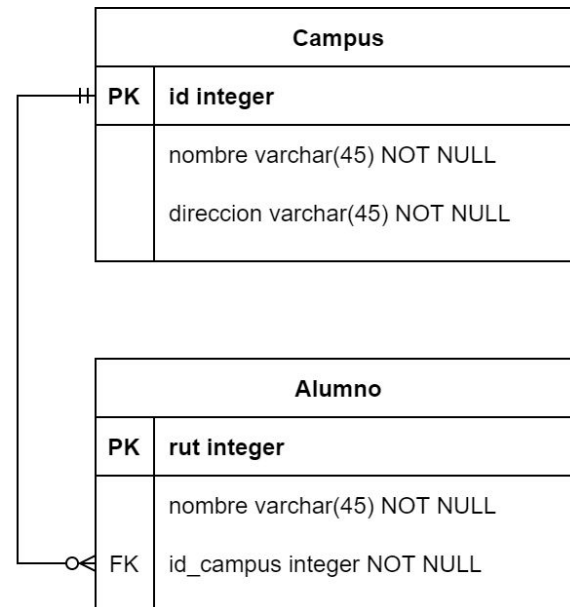 Campus
PK id integer
nombre varchar(45) NOT NULL
direccion varchar(45) NOT NULL
Alumno
PK rut integer
nombre varchar(45) NOT NULL
FK id_campus integer NOT NULL